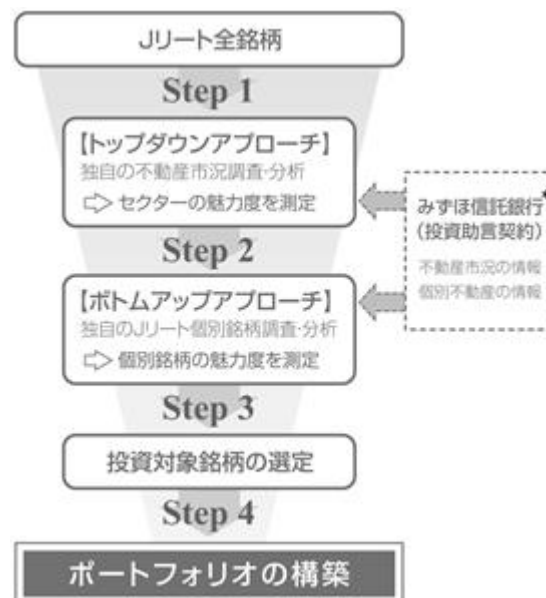 Jリート全銘柄
Step 1
【トップダウンアプローチ】
独自の不動産市況調査・分析
⇨ セクターの魅力度を測定
みずほ信託銀行*
(投資助言契約)
不動産市況の情報
個別不動産の情報
Step 2
【ボトムアップアプローチ】
独自のJリート個別銘柄調査・分析
⇨ 個別銘柄の魅力度を測定
Step 3
投資対象銘柄の選定
Step 4
ポートフォリオの構築